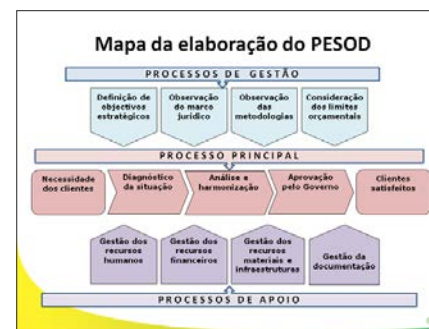 Mapa da elaboração do PESOD
PROCESSOS DE GESTÃO
Definição de
objectivos
estratégicos
Observação
do marco
jurídico
Observação
das
metodologias
Consideração
dos limites
orçamentais
PROCESSO PRINCIPAL
Necessidade
dos clientes
Diagnóstico
da situação
Análise e
harmonização
Aprovação
pelo Governo
Clientes
satisfeitos
Gestão dos
recursos
humanos
Gestão dos
recursos
financeiros
Gestão dos
recursos
materiais e
infraestruturas
Gestão da
documentação
PROCESSOS DE APOIO